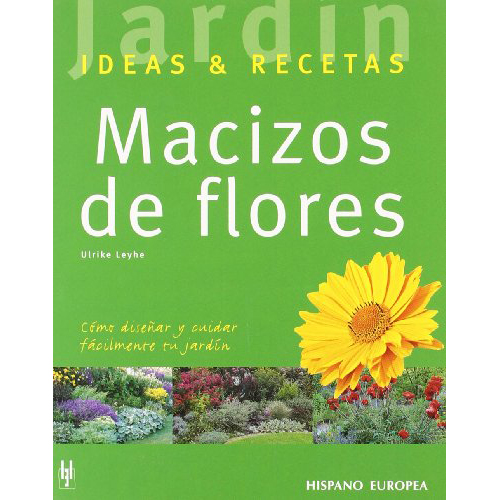 Jardín
IDEAS & RECETAS
Macizos
de flores
Ulrike Leyhe
Cómo diseñar y cuidar
fácilmente tu jardín
HISPANO EUROPEA